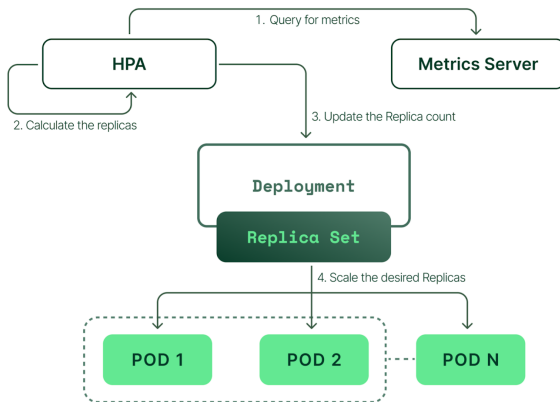 1. Query for metrics
HPA
Metrics Server
2. Calculate the replicas
3. Update the Replica count
Deployment
Replica Set
4. Scale the desired Replicas
POD 1
POD 2
POD N